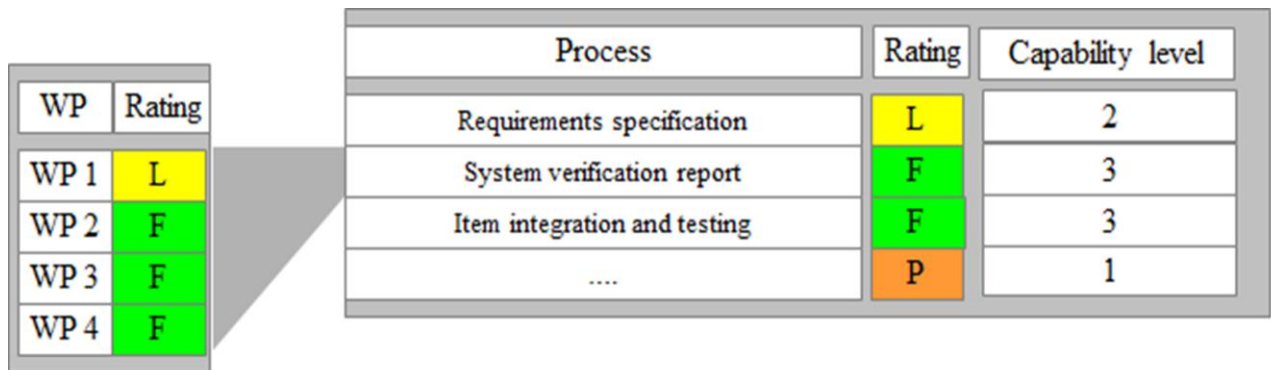 WP Rating
WP 1 L
WP 2 F
WP 3 F
WP 4 F
Process Rating Capability level
Requirements specification L 2
System verification report F 3
Item integration and testing F 3
.... P 1